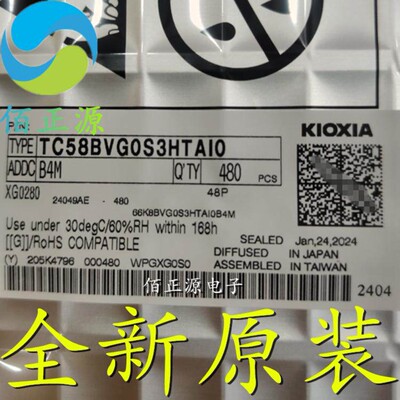 佰正源
P/N
KIOXIA
TYPE TC58BVG0S3HTAI0
ADDC B4M Q'TY 480 PCS
XG0280 48P
24049AE - 480
66K8BVG0S3HTAI0B4M
Use under 30degC/60%RH within 168h
[[G]]/RoHS COMPATIBLE
SEALED Jan,24,2024
DIFFUSED IN JAPAN
ASSEMBLED IN TAIWAN
(Y) 205K4796 000480 WPGXG0S0
佰正源电子
2404
全新原装